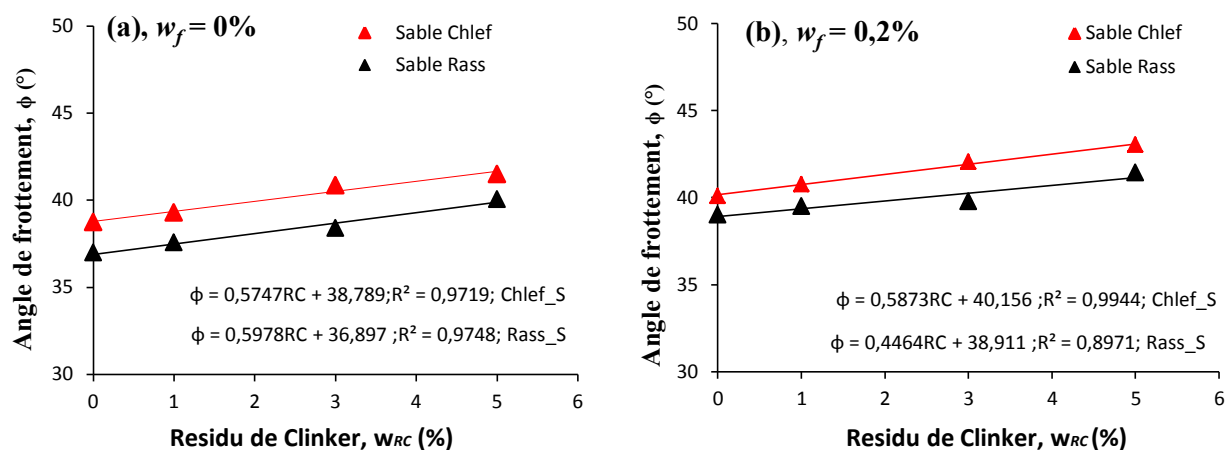 (a), w_f = 0%
Sable Chlef
Sable Rass
Angle de frottement, ϕ (°)
50
45
40
35
30
ϕ = 0,5747RC + 38,789;R² = 0,9719; Chlef_S
ϕ = 0,5978RC + 36,897 ;R² = 0,9748; Rass_S
0 1 2 3 4 5 6
Residu de Clinker, wRC (%)
(b), w_f = 0,2%
Sable Chlef
Sable Rass
Angle de frottement, ϕ (°)
50
45
40
35
30
ϕ = 0,5873RC + 40,156 ;R² = 0,9944; Chlef_S
ϕ = 0,4464RC + 38,911 ;R² = 0,8971; Rass_S
0 1 2 3 4 5 6
Residu de Clinker, wRC (%)